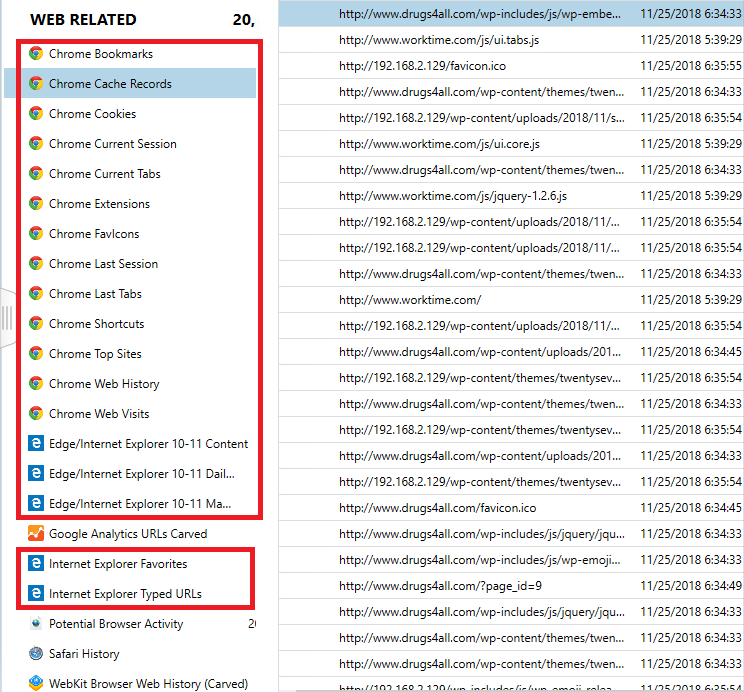 WEB RELATED 20,
Chrome Bookmarks
Chrome Cache Records
Chrome Cookies
Chrome Current Session
Chrome Current Tabs
Chrome Extensions
Chrome FavIcons
Chrome Last Session
Chrome Last Tabs
Chrome Shortcuts
Chrome Top Sites
Chrome Web History
Chrome Web Visits
Edge/Internet Explorer 10-11 Content
Edge/Internet Explorer 10-11 Dail...
Edge/Internet Explorer 10-11 Ma...
Google Analytics URLs Carved
Internet Explorer Favorites
Internet Explorer Typed URLs
Potential Browser Activity 20
Safari History
WebKit Browser Web History (Carved)
http://www.drugs4all.com/wp-includes/js/wp-embe... 11/25/2018 6:34:33
http://www.worktime.com/js/ui.tabs.js 11/25/2018 5:39:29
http://192.168.2.129/favicon.ico 11/25/2018 6:35:55
http://www.drugs4all.com/wp-content/themes/twen... 11/25/2018 6:34:33
http://192.168.2.129/wp-content/uploads/2018/11/s... 11/25/2018 6:35:54
http://www.worktime.com/js/ui.core.js 11/25/2018 5:39:29
http://www.drugs4all.com/wp-content/themes/twen... 11/25/2018 6:34:33
http://www.worktime.com/js/jquery-1.2.6.js 11/25/2018 5:39:29
http://192.168.2.129/wp-content/uploads/2018/11/... 11/25/2018 6:35:54
http://192.168.2.129/wp-content/uploads/2018/11/... 11/25/2018 6:35:54
http://www.drugs4all.com/wp-content/themes/twen... 11/25/2018 6:34:33
http://www.worktime.com/ 11/25/2018 5:39:29
http://192.168.2.129/wp-content/uploads/2018/11/... 11/25/2018 6:35:54
http://www.drugs4all.com/wp-content/uploads/201... 11/25/2018 6:34:45
http://192.168.2.129/wp-content/themes/twentysev... 11/25/2018 6:35:54
http://www.drugs4all.com/wp-content/themes/twen... 11/25/2018 6:34:33
http://192.168.2.129/wp-content/themes/twentysev... 11/25/2018 6:35:54
http://www.drugs4all.com/wp-content/uploads/201... 11/25/2018 6:34:33
http://192.168.2.129/wp-content/themes/twentysev... 11/25/2018 6:35:54
http://www.drugs4all.com/favicon.ico 11/25/2018 6:34:45
http://www.drugs4all.com/wp-includes/js/jquery/jqu... 11/25/2018 6:34:33
http://www.drugs4all.com/wp-includes/js/wp-emoji... 11/25/2018 6:34:33
http://www.drugs4all.com/?page_id=9 11/25/2018 6:34:49
http://www.drugs4all.com/wp-includes/js/jquery/jqu... 11/25/2018 6:34:33
http://www.drugs4all.com/wp-content/themes/twen... 11/25/2018 6:34:33
http://www.drugs4all.com/wp-content/themes/twen... 11/25/2018 6:34:33
http://192.168.2.129/wp-includes/js/wp-emoji-relea... 11/25/2018 6:35:54